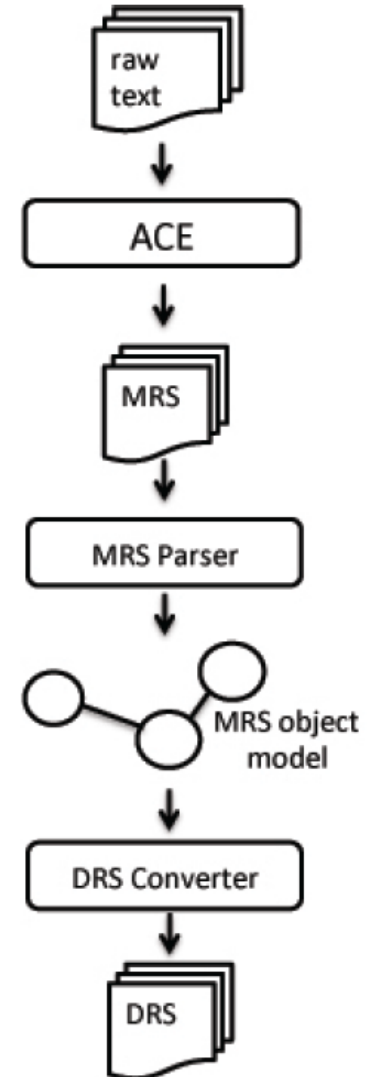 raw
text
ACE
MRS
MRS Parser
MRS object
model
DRS Converter
DRS